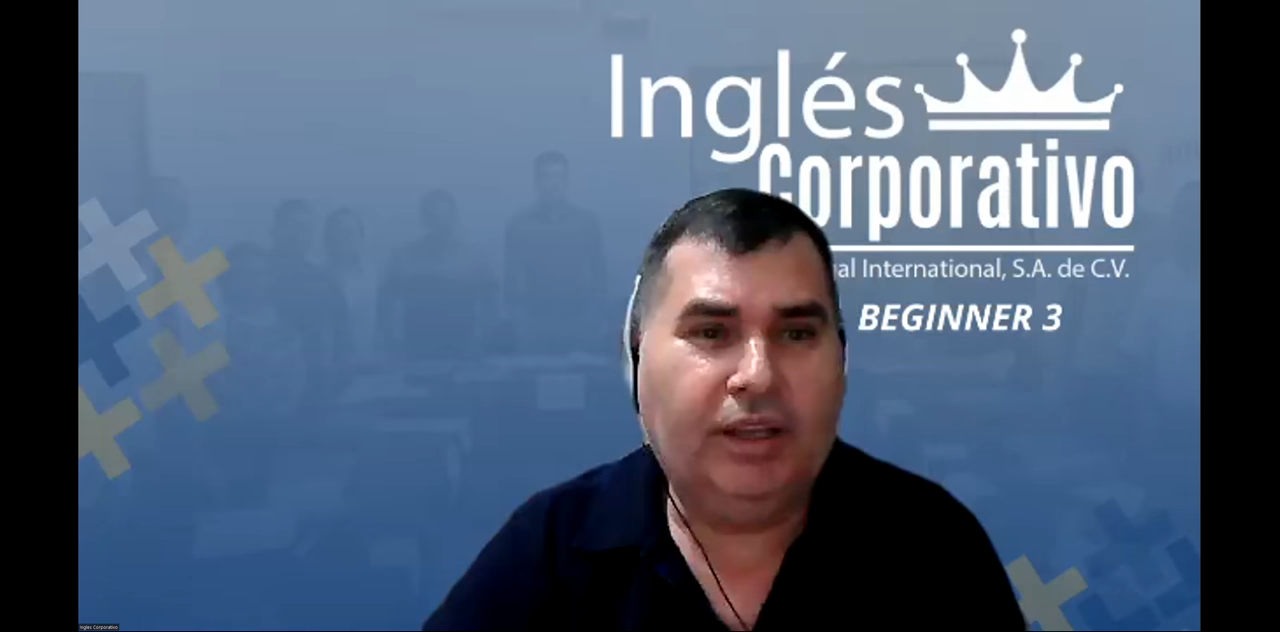 Inglés
Corporativo
al International, S.A. de C.V.
BEGINNER 3
Inglés Corporativo